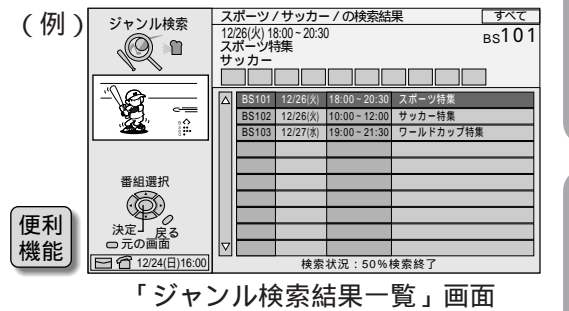 (例)
ジャンル検索
スポーツ/サッカー/の検索結果 すべて
12/26(火) 18:00~20:30 BS101
スポーツ特集
サッカー
△ BS101 12/26(火) 18:00~20:30 スポーツ特集
BS102 12/26(火) 10:00~12:00 サッカー特集
BS103 12/27(水) 19:00~21:30 ワールドカップ特集
番組選択
決定 戻る
元の画面
▽
12/24(日)16:00
検索状況:50%検索終了
便利
機能
「ジャンル検索結果一覧」画面